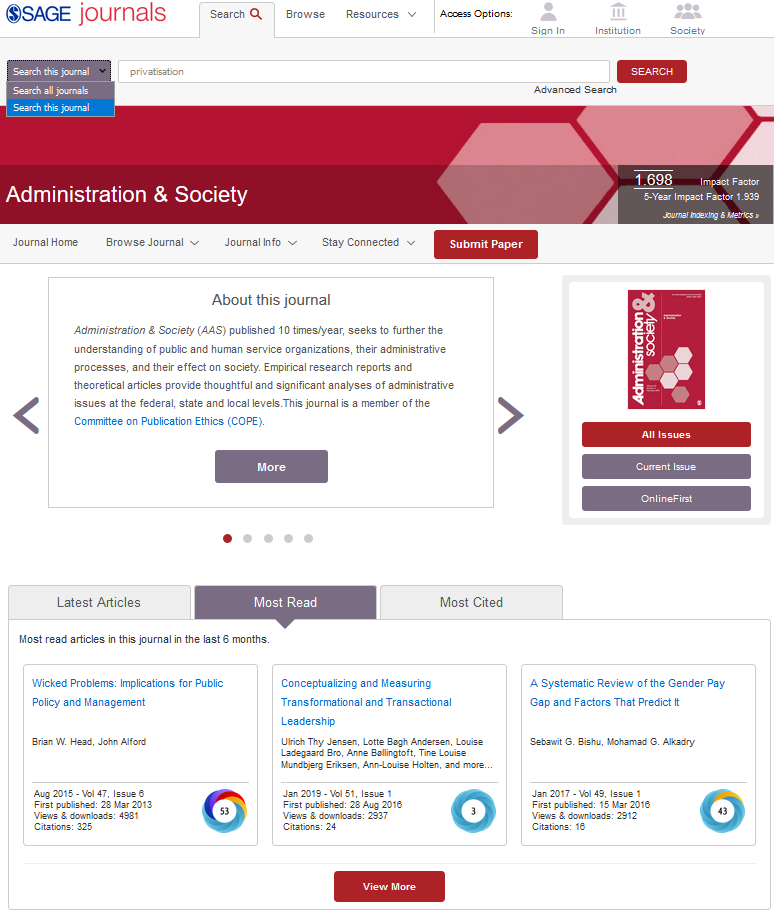 SAGE journals
Search
Browse
Resources
Access Options:
Sign In
Institution
Society
Search this journal
privatisation
SEARCH
Search all journals
Search this journal
Advanced Search
Administration & Society
1.698 Impact Factor
5-Year Impact Factor 1.939
Journal Indexing & Metrics »
Journal Home
Browse Journal
Journal Info
Stay Connected
Submit Paper
About this journal
Administration & Society (AAS) published 10 times/year, seeks to further the
understanding of public and human service organizations, their administrative
processes, and their effect on society. Empirical research reports and
theoretical articles provide thoughtful and significant analyses of administrative
issues at the federal, state and local levels.This journal is a member of the
Committee on Publication Ethics (COPE).
More
Administration &
society
All Issues
Current Issue
OnlineFirst
Latest Articles
Most Read
Most Cited
Most read articles in this journal in the last 6 months.
Wicked Problems: Implications for Public
Policy and Management
Brian W. Head, John Alford
Aug 2015 - Vol 47, Issue 6
First published: 28 Mar 2013
Views & downloads: 4981
Citations: 325
53
Conceptualizing and Measuring
Transformational and Transactional
Leadership
Ulrich Thy Jensen, Lotte Bøgh Andersen, Louise
Ladegaard Bro, Anne Bøllingtoft, Tine Louise
Mundbjerg Eriksen, Ann-Louise Holten, and more...
Jan 2019 - Vol 51, Issue 1
First published: 28 Aug 2016
Views & downloads: 2937
Citations: 24
3
A Systematic Review of the Gender Pay
Gap and Factors That Predict It
Sebawit G. Bishu, Mohamad G. Alkadry
Jan 2017 - Vol 49, Issue 1
First published: 15 Mar 2016
Views & downloads: 2912
Citations: 16
43
View More